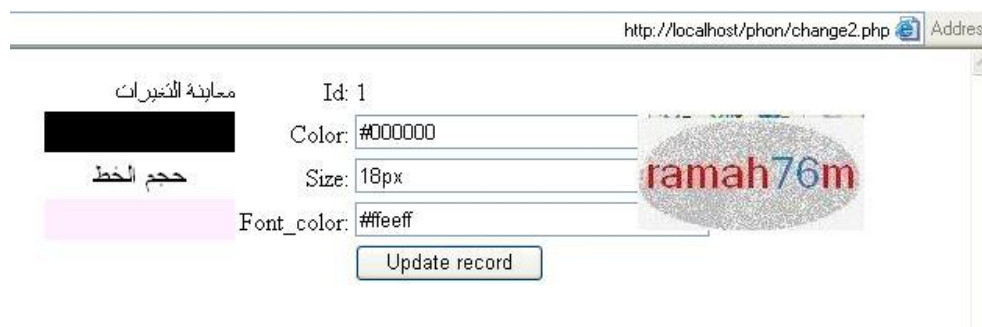 http://localhost/phon/change2.php Addres
معاينة التغيرات Id: 1
Color: #000000
حجم الخط Size: 18px
ramah76m
Font_color: #ffeeff
Update record